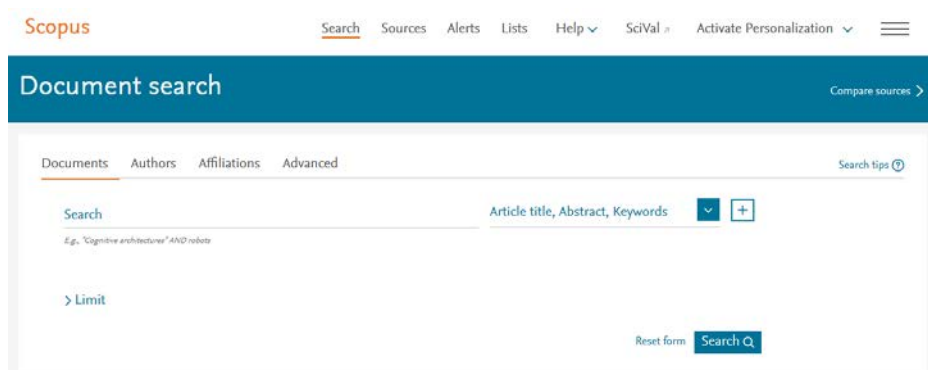 Scopus Search Sources Alerts Lists Help SciVal Activate Personalization
Document search Compare sources
Documents Authors Affiliations Advanced Search tips
Search Article title, Abstract, Keywords
E.g., "Cognitive architectures" AND robots
Limit
Reset form Search